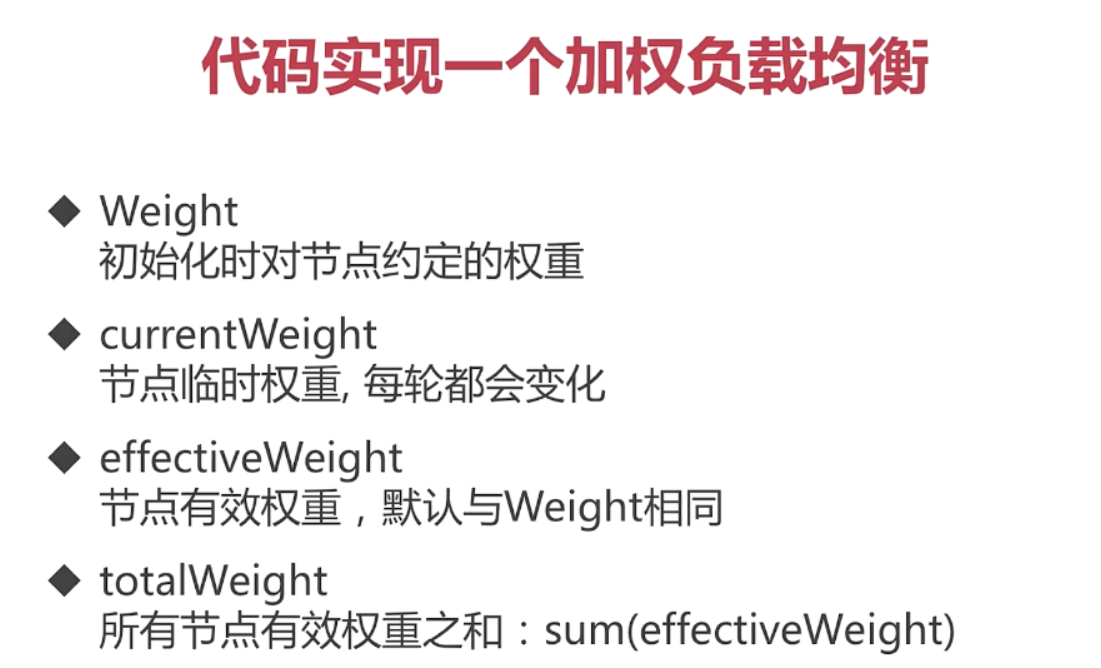 代码实现一个加权负载均衡
◆ Weight
初始化时对节点约定的权重
◆ currentWeight
节点临时权重, 每轮都会变化
◆ effectiveWeight
节点有效权重，默认与Weight相同
◆ totalWeight
所有节点有效权重之和：sum(effectiveWeight)